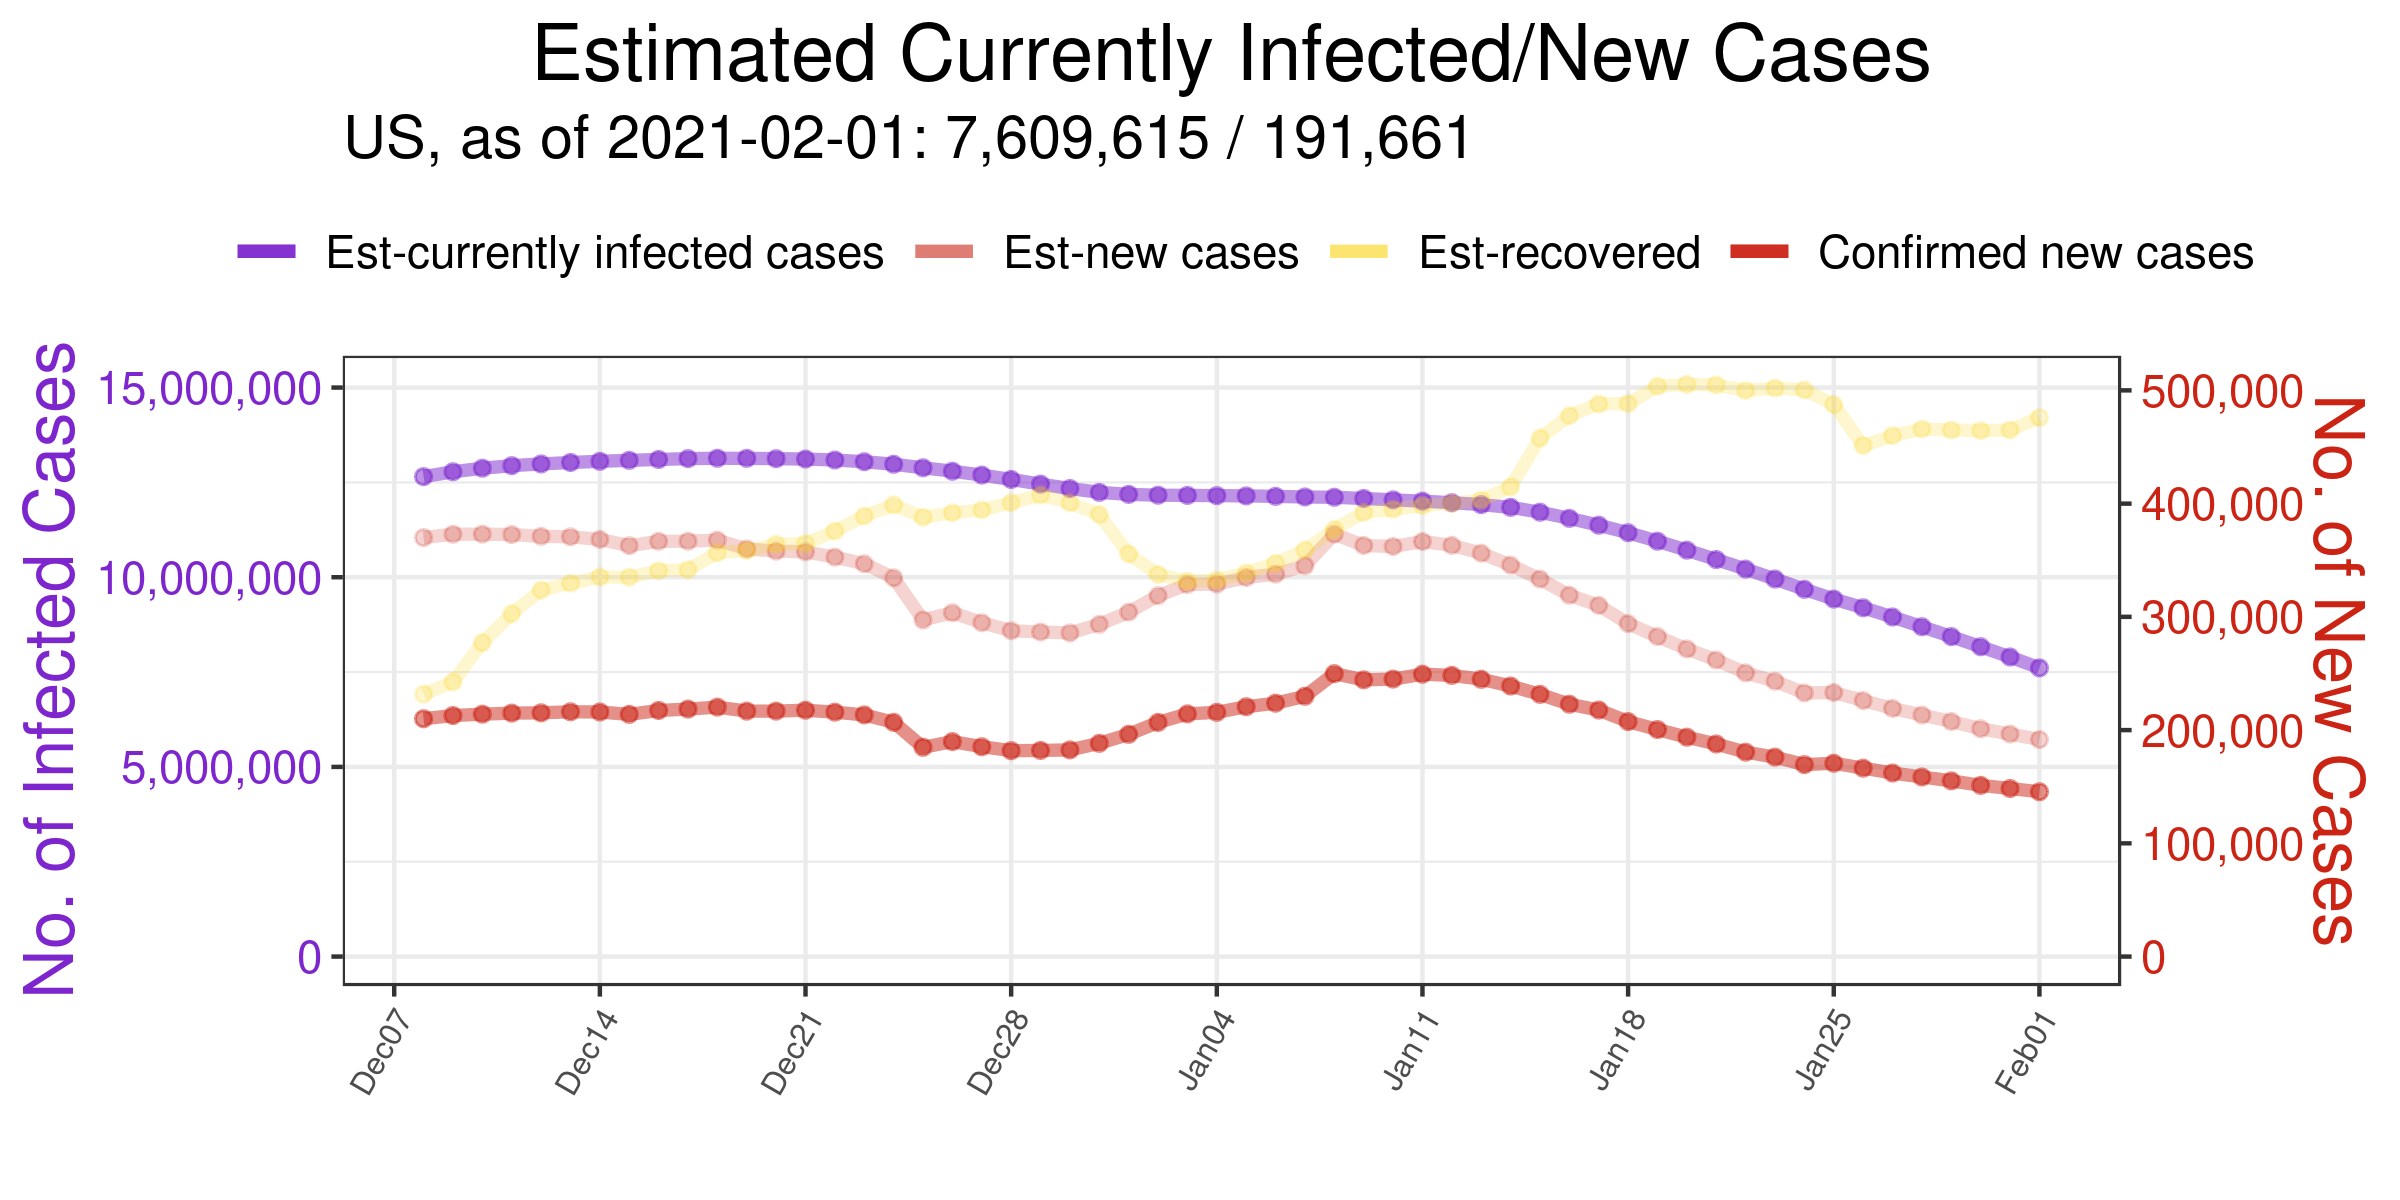 Estimated Currently Infected/New Cases
US, as of 2021-02-01: 7,609,615 / 191,661
Est-currently infected cases Est-new cases Est-recovered Confirmed new cases
No. of Infected Cases
15,000,000
10,000,000
5,000,000
0
500,000
400,000
300,000
200,000
100,000
0
No. of New Cases
Dec07 Dec14 Dec21 Dec28 Jan04 Jan11 Jan18 Jan25 Feb01